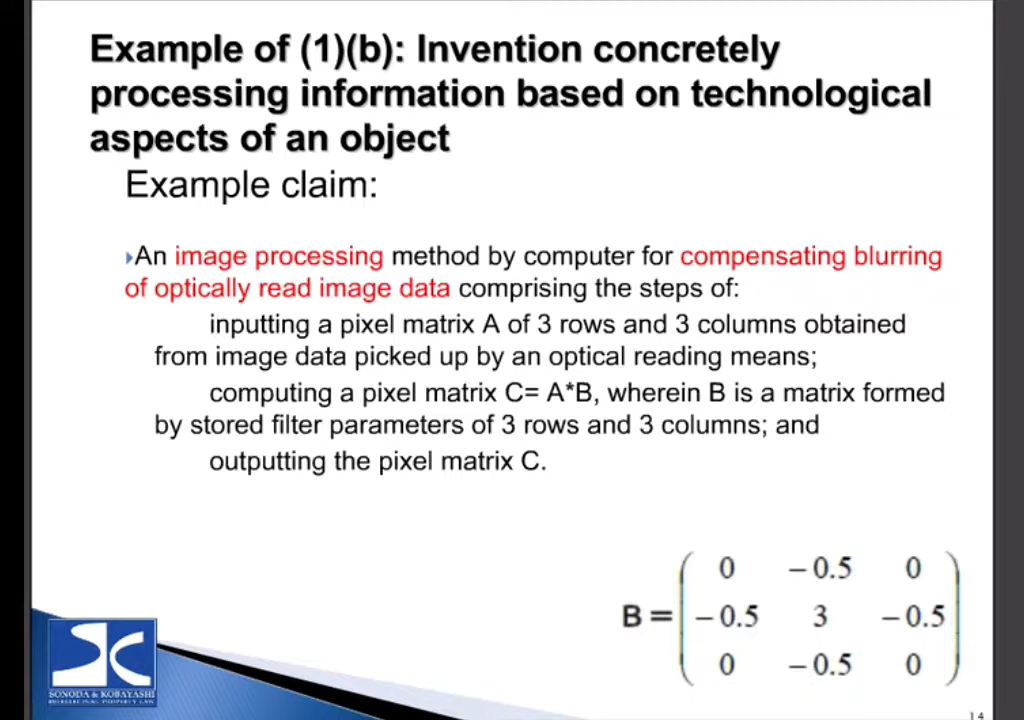 Example of (1)(b): Invention concretely
processing information based on technological
aspects of an object
Example claim:
An image processing method by computer for compensating blurring
of optically read image data comprising the steps of:
inputting a pixel matrix A of 3 rows and 3 columns obtained
from image data picked up by an optical reading means;
computing a pixel matrix C= A*B, wherein B is a matrix formed
by stored filter parameters of 3 rows and 3 columns; and
outputting the pixel matrix C.
0 −0.5 0
B = −0.5 3 −0.5
0 −0.5 0
SONODA & KOBAYASHI
INTELLECTUAL PROPERTY LAW
14